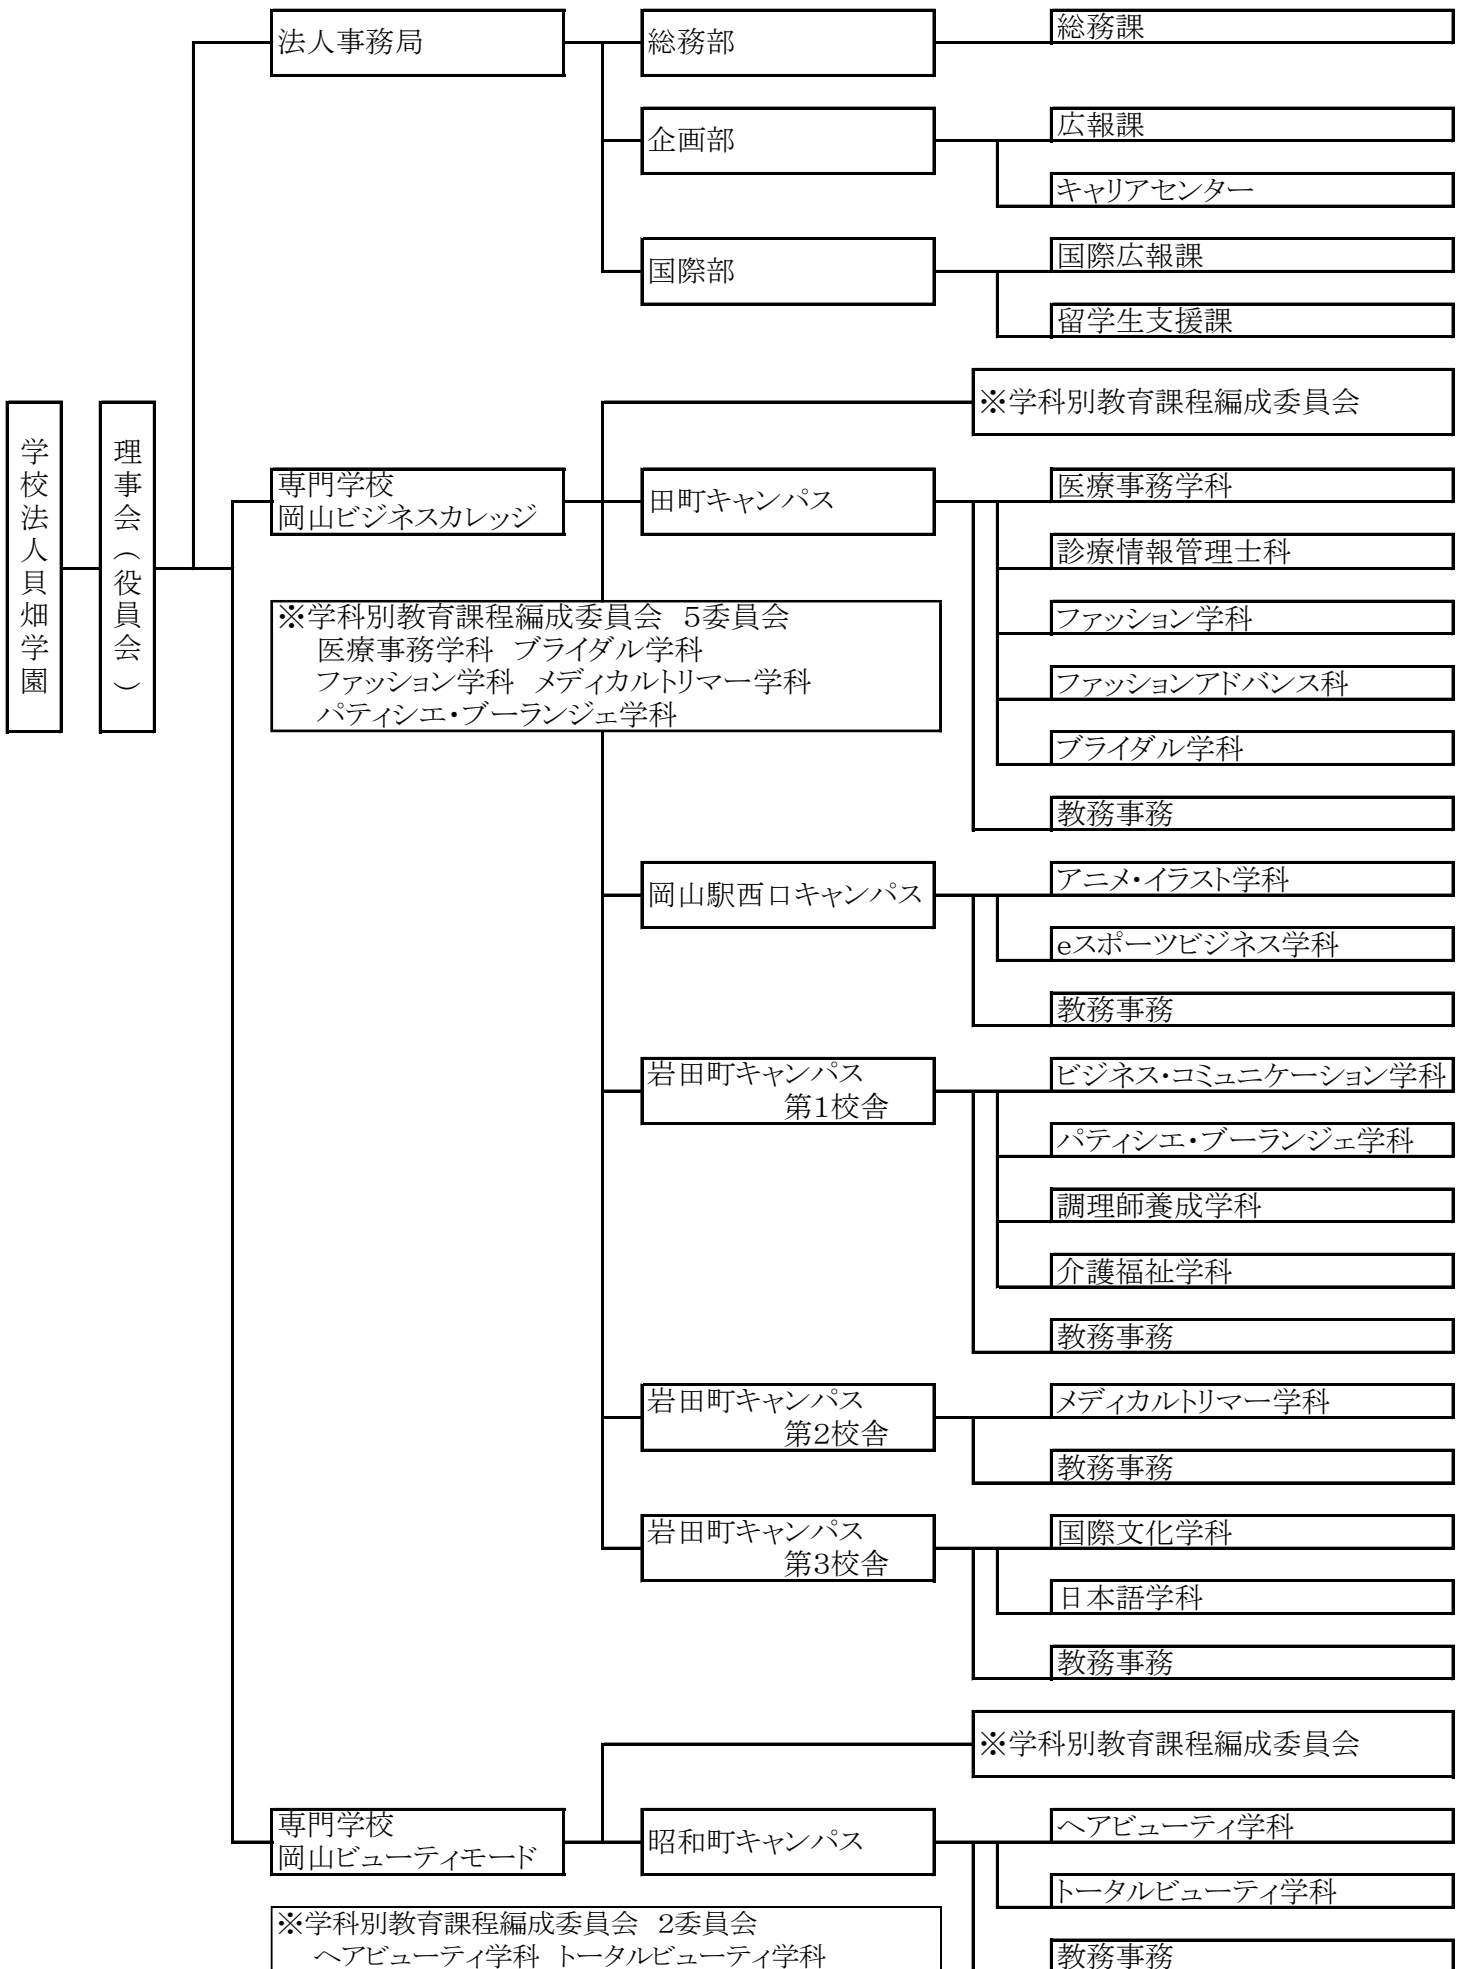 学校法人貝畑学園
理事会（役員会）
法人事務局
総務部
総務課
企画部
広報課
キャリアセンター
国際部
国際広報課
留学生支援課
※学科別教育課程編成委員会
専門学校
岡山ビジネスカレッジ
田町キャンパス
医療事務学科
診療情報管理士科
ファッション学科
ファッションアドバンス科
ブライダル学科
教務事務
※学科別教育課程編成委員会　5委員会
医療事務学科　ブライダル学科
ファッション学科　メディカルトリマー学科
パティシエ・ブーランジェ学科
岡山駅西口キャンパス
アニメ・イラスト学科
eスポーツビジネス学科
教務事務
岩田町キャンパス
第1校舎
ビジネス・コミュニケーション学科
パティシエ・ブーランジェ学科
調理師養成学科
介護福祉学科
教務事務
岩田町キャンパス
第2校舎
メディカルトリマー学科
教務事務
岩田町キャンパス
第3校舎
国際文化学科
日本語学科
教務事務
※学科別教育課程編成委員会
専門学校
岡山ビューティモード
昭和町キャンパス
ヘアビューティ学科
トータルビューティ学科
教務事務
※学科別教育課程編成委員会　2委員会
ヘアビューティ学科　トータルビューティ学科